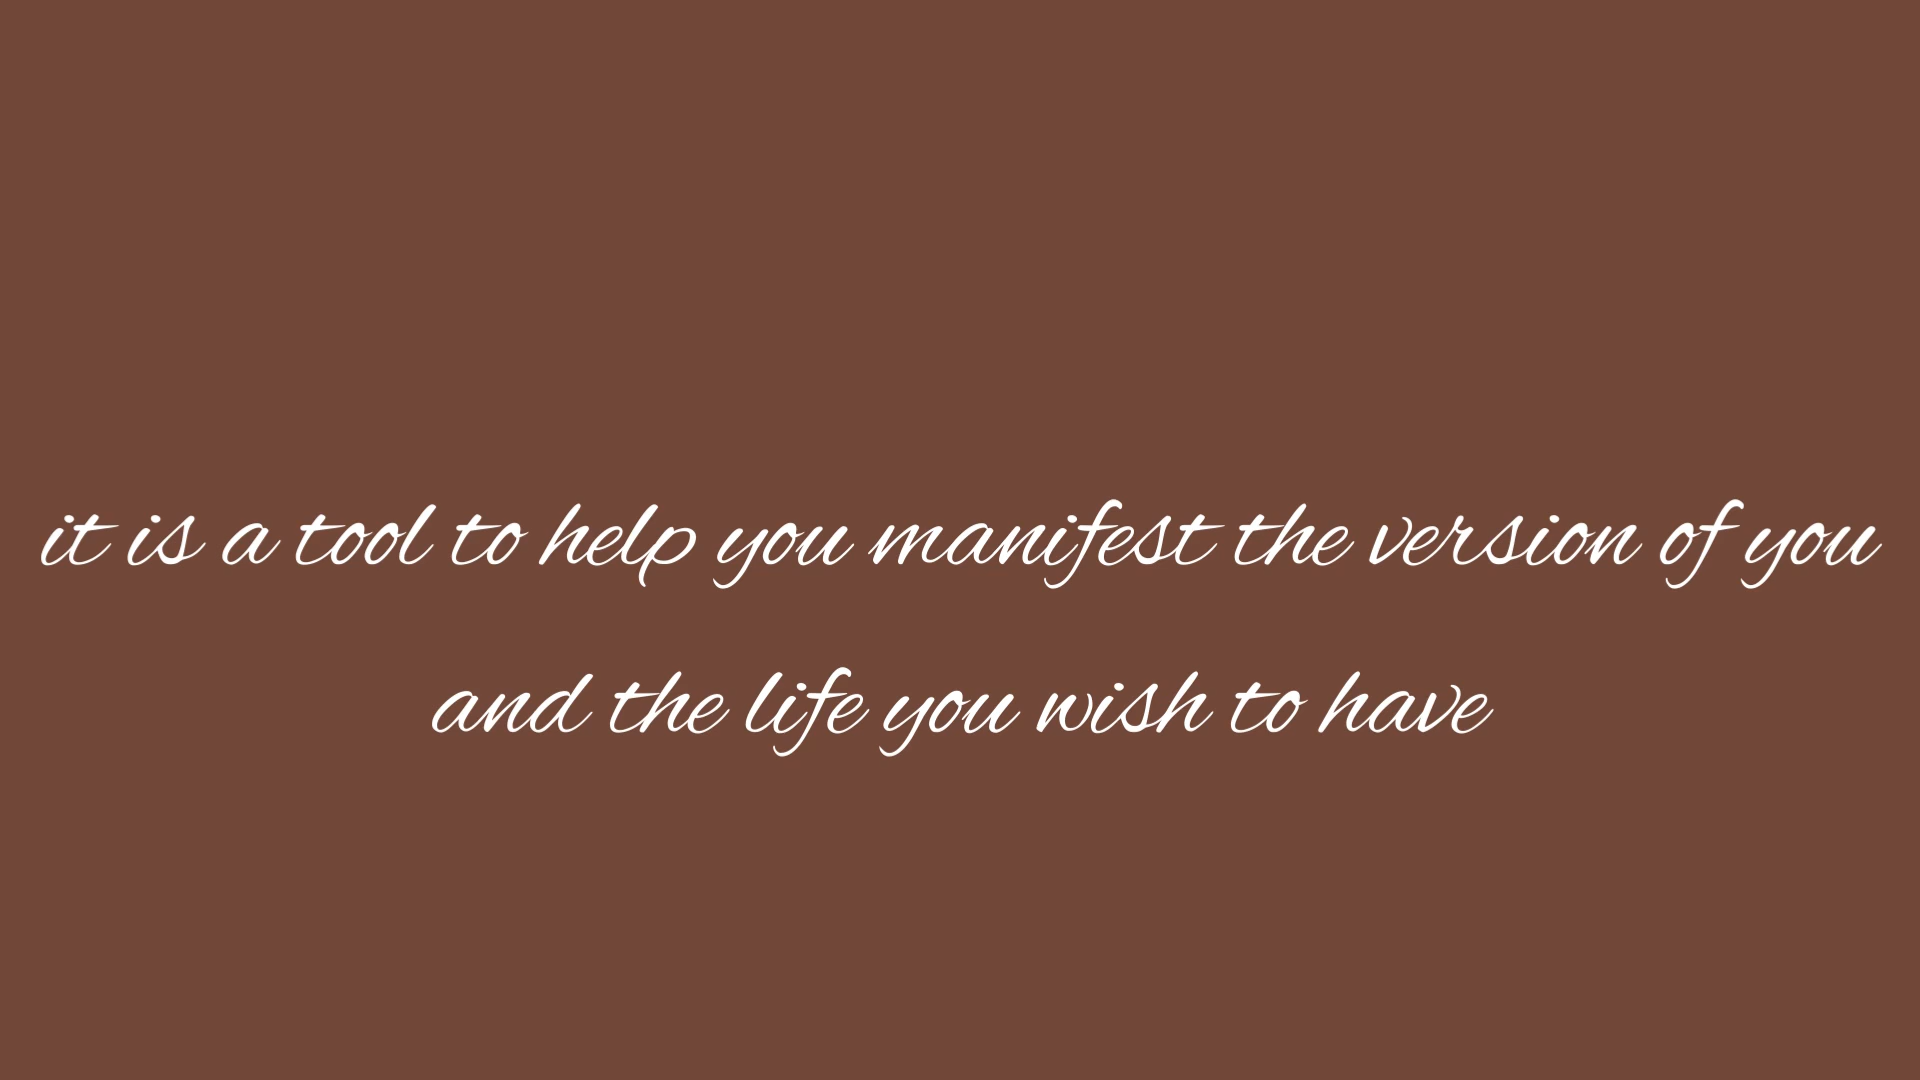 it is a tool to help you manifest the version of you
and the life you wish to have